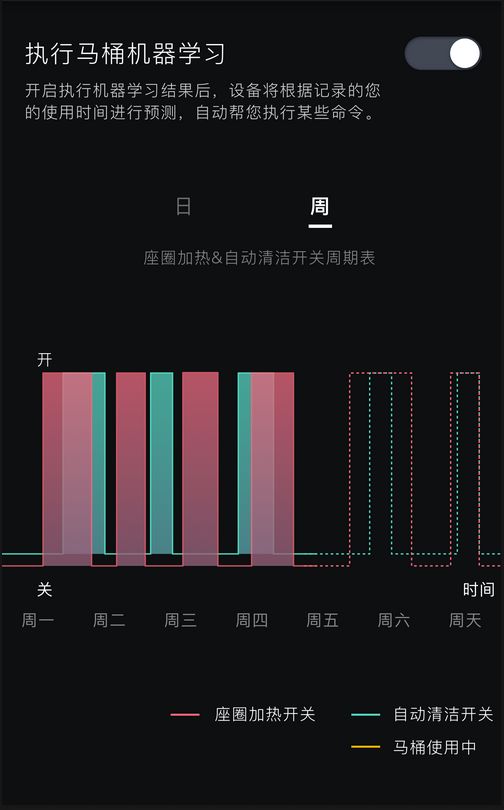 执行马桶机器学习
开启执行机器学习结果后，设备将根据记录的您
的使用时间进行预测，自动帮您执行某些命令。
日 周
座圈加热&自动清洁开关周期表
开
关 时间
周一 周二 周三 周四 周五 周六 周天
座圈加热开关 自动清洁开关
马桶使用中